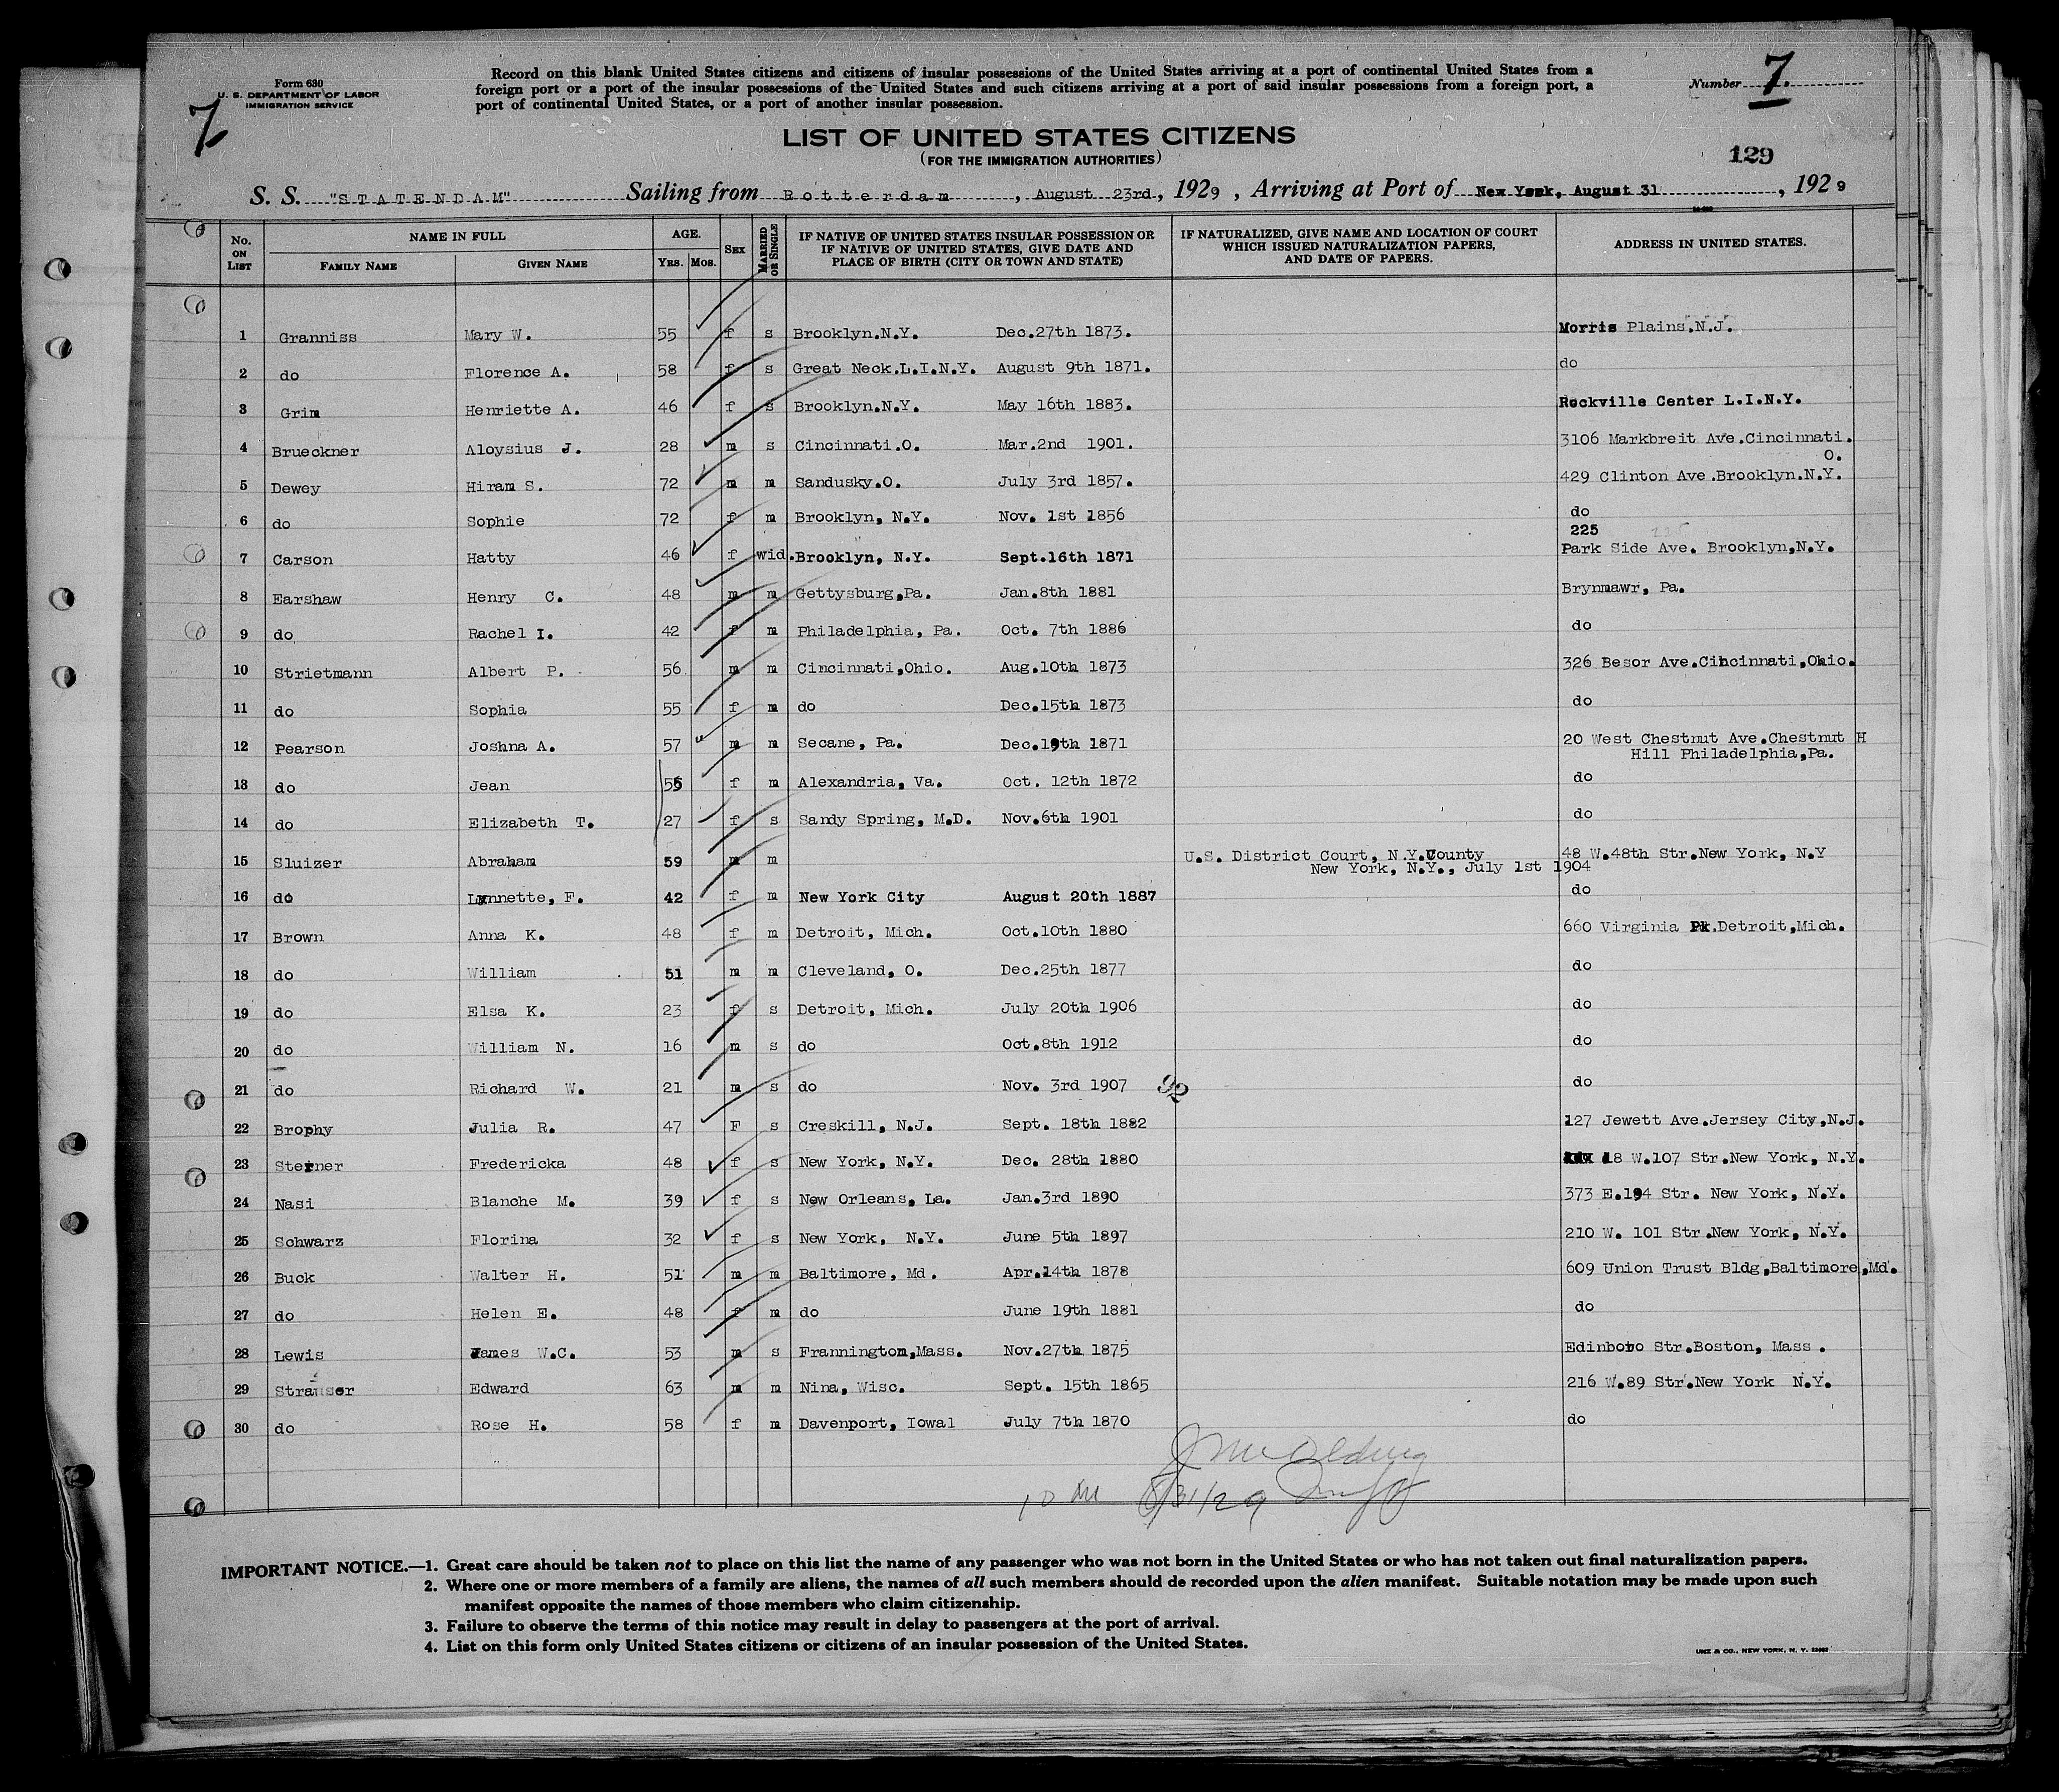 Form 630
U. S. DEPARTMENT OF LABOR
IMMIGRATION SERVICE
7
Record on this blank United States citizens and citizens of insular possessions of the United States arriving at a port of continental United States from a
foreign port or a port of the insular possessions of the United States and such citizens arriving at a port of said insular possessions from a foreign port, a
port of continental United States, or a port of another insular possession.
Number 7.
LIST OF UNITED STATES CITIZENS
(FOR THE IMMIGRATION AUTHORITIES)
129
S. S. "STATENDAM" Sailing from Rotterdam, August 23rd, 1929, Arriving at Port of New York, August 31, 1929
No. ON LIST NAME IN FULL FAMILY NAME GIVEN NAME AGE. YRS. MOS. SEX MARRIED OR SINGLE IF NATIVE OF UNITED STATES INSULAR POSSESSION OR IF NATIVE OF UNITED STATES, GIVE DATE AND PLACE OF BIRTH (CITY OR TOWN AND STATE) IF NATURALIZED, GIVE NAME AND LOCATION OF COURT WHICH ISSUED NATURALIZATION PAPERS, AND DATE OF PAPERS. ADDRESS IN UNITED STATES.
1 Granniss Mary W. 55 f s Brooklyn.N.Y. Dec.27th 1873. Morris Plains.N.J.
2 do Florence A. 58 f s Great Neck.L.I.N.Y. August 9th 1871. do
3 Grim Henriette A. 46 f s Brooklyn.N.Y. May 16th 1883. Rockville Center L.I.N.Y.
4 Brueckner Aloysius J. 28 m s Cincinnati.O. Mar.2nd 1901. 3106 Markbreit Ave.Cincinnati.
O.
5 Dewey Hiram S. 72 m m Sandusky.O. July 3rd 1857. 429 Clinton Ave.Brooklyn.N.Y.
6 do Sophie 72 f m Brooklyn, N.Y. Nov. 1st 1856 do
225
7 Carson Hatty 46 f wid. Brooklyn, N.Y. Sept.16th 1871 Park Side Ave. Brooklyn,N.Y.
8 Earshaw Henry C. 48 m m Gettysburg,Pa. Jan.8th 1881 Brynmawr, Pa.
9 do Rachel I. 42 f m Philadelphia, Pa. Oct. 7th 1886 do
10 Strietmann Albert P. 56 m m Cincinnati,Ohio. Aug.10th 1873 326 Besor Ave.Cincinnati,Ohio.
11 do Sophia 55 f m do Dec.15th 1873 do
12 Pearson Joshna A. 57 m m Secane, Pa. Dec.19th 1871 20 West Chestnut Ave.Chestnut H
Hill Philadelphia,Pa.
13 do Jean 56 f m Alexandria, Va. Oct. 12th 1872 do
14 do Elizabeth T. 27 f s Sandy Spring, M.D. Nov.6th 1901 do
15 Sluizer Abraham 59 m m U.S. District Court, N.Y.County 48 W.48th Str.New York, N.Y
New York, N.Y., July 1st 1904
16 do Lynnette, F. 42 f m New York City August 20th 1887 do
17 Brown Anna K. 48 f m Detroit, Mich. Oct.10th 1880 660 Virginia Pk.Detroit,Mich.
18 do William 51 m m Cleveland, O. Dec.25th 1877 do
19 do Elsa K. 23 f s Detroit, Mich. July 20th 1906 do
20 do William N. 16 m s do Oct.8th 1912 do
21 do Richard W. 21 m s do Nov. 3rd 1907 do
22 Brophy Julia R. 47 F s Creskill, N.J. Sept. 18th 1882 127 Jewett Ave.Jersey City,N.J.
23 Sterner Fredericka 48 f s New York, N.Y. Dec. 28th 1880 18 W.107 Str.New York, N.Y.
24 Nasi Blanche M. 39 f s New Orleans, La. Jan.3rd 1890 373 E.194 Str. New York, N.Y.
25 Schwarz Florina 32 f s New York, N.Y. June 5th 1897 210 W. 101 Str.New York, N.Y.
26 Buck Walter H. 51 m m Baltimore, Md. Apr.14th 1878 609 Union Trust Bldg,Baltimore,Md.
27 do Helen E. 48 f m do June 19th 1881 do
28 Lewis James W.C. 53 m s Frannington,Mass. Nov.27th 1875 Edinboro Str.Boston, Mass.
29 Edward 63 m m Nina, Wisc. Sept. 15th 1865 216 W.89 Str.New York N.Y.
30 do Rose H. 58 f m Davenport, Iowal July 7th 1870 do
8/31/29
IMPORTANT NOTICE.—1. Great care should be taken not to place on this list the name of any passenger who was not born in the United States or who has not taken out final naturalization papers.
2. Where one or more members of a family are aliens, the names of all such members should de recorded upon the alien manifest. Suitable notation may be made upon such
manifest opposite the names of those members who claim citizenship.
3. Failure to observe the terms of this notice may result in delay to passengers at the port of arrival.
4. List on this form only United States citizens or citizens of an insular possession of the United States.
UNZ & CO., NEW YORK, N. Y.